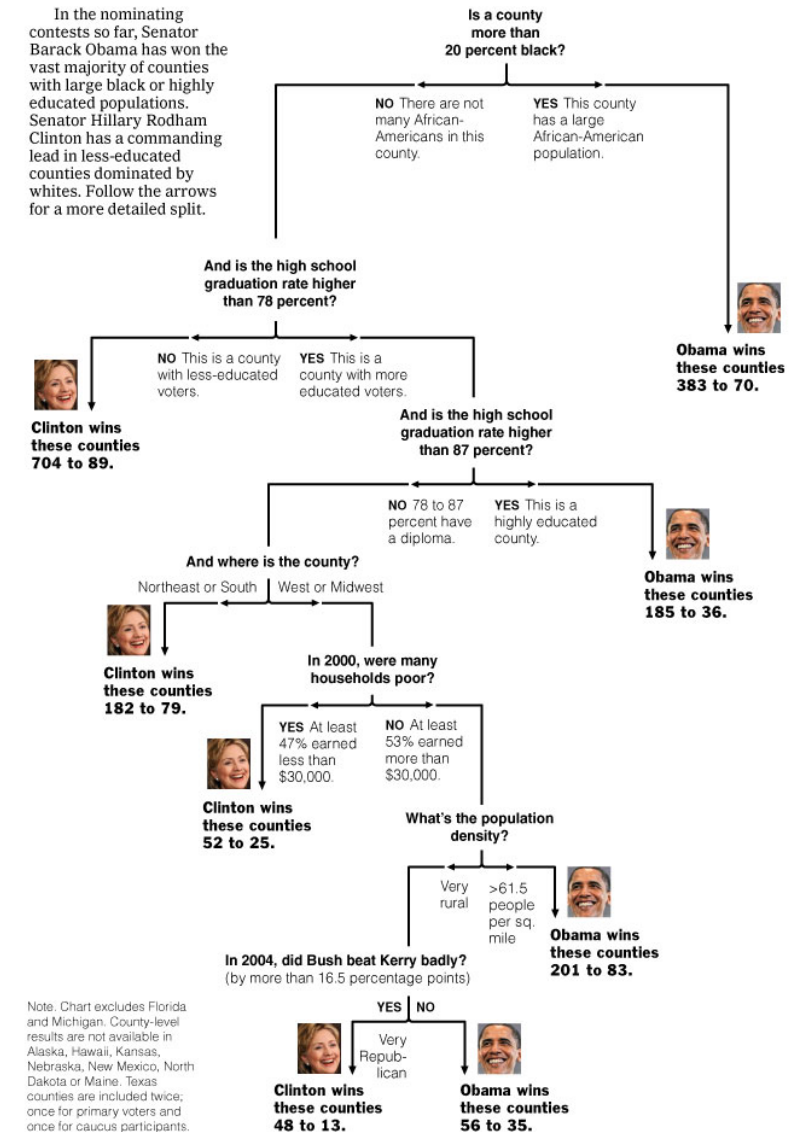 In the nominating
contests so far, Senator
Barack Obama has won the
vast majority of counties
with large black or highly
educated populations.
Senator Hillary Rodham
Clinton has a commanding
lead in less-educated
counties dominated by
whites. Follow the arrows
for a more detailed split.
Is a county
more than
20 percent black?
NO There are not
many African-
Americans in this
county.
YES This county
has a large
African-American
population.
Obama wins
these counties
383 to 70.
And is the high school
graduation rate higher
than 78 percent?
NO This is a county
with less-educated
voters.
YES This is a
county with more
educated voters.
Clinton wins
these counties
704 to 89.
And is the high school
graduation rate higher
than 87 percent?
NO 78 to 87
percent have
a diploma.
YES This is a
highly educated
county.
Obama wins
these counties
185 to 36.
And where is the county?
Northeast or South
West or Midwest
Clinton wins
these counties
182 to 79.
In 2000, were many
households poor?
YES At least
47% earned
less than
$30,000.
NO At least
53% earned
more than
$30,000.
Clinton wins
these counties
52 to 25.
What's the population
density?
Very
rural
>61.5
people
per sq.
mile
Obama wins
these counties
201 to 83.
In 2004, did Bush beat Kerry badly?
(by more than 16.5 percentage points)
YES
NO
Very
Repub-
lican
Clinton wins
these counties
48 to 13.
Obama wins
these counties
56 to 35.
Note. Chart excludes Florida
and Michigan. County-level
results are not available in
Alaska, Hawaii, Kansas,
Nebraska, New Mexico, North
Dakota or Maine. Texas
counties are included twice;
once for primary voters and
once for caucus participants.